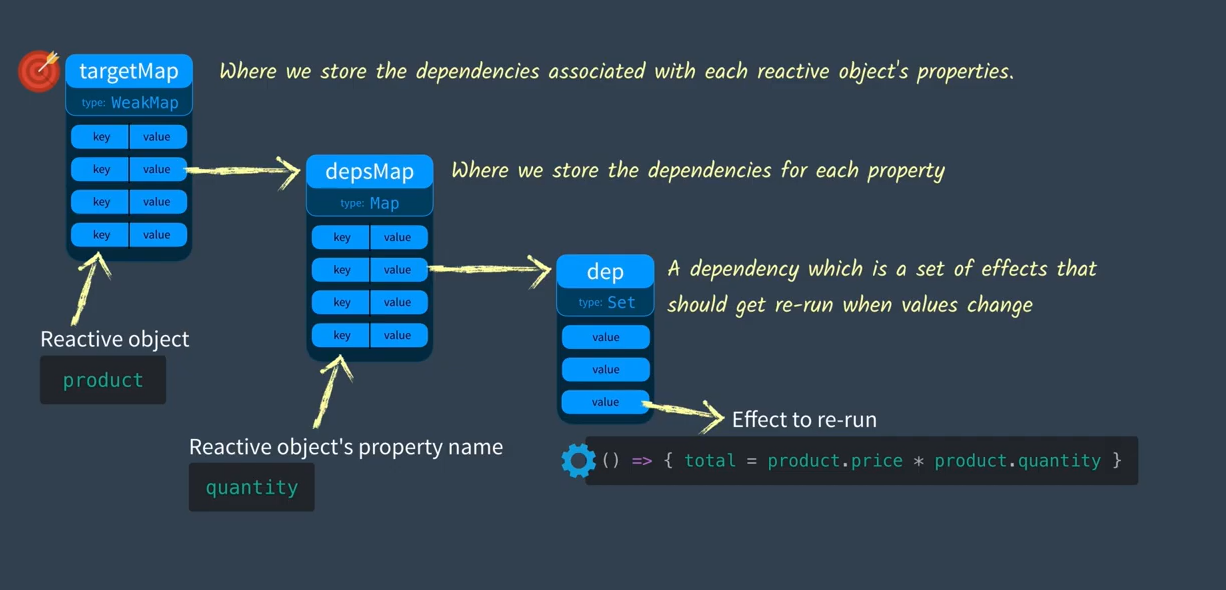 targetMap
Where we store the dependencies associated with each reactive object's properties.
type: WeakMap
key value
key value
key value
key value
depsMap
Where we store the dependencies for each property
type: Map
key value
key value
key value
key value
dep
A dependency which is a set of effects that
should get re-run when values change
type: Set
value
value
value
Reactive object
product
Reactive object's property name
quantity
Effect to re-run
() => { total = product.price * product.quantity }